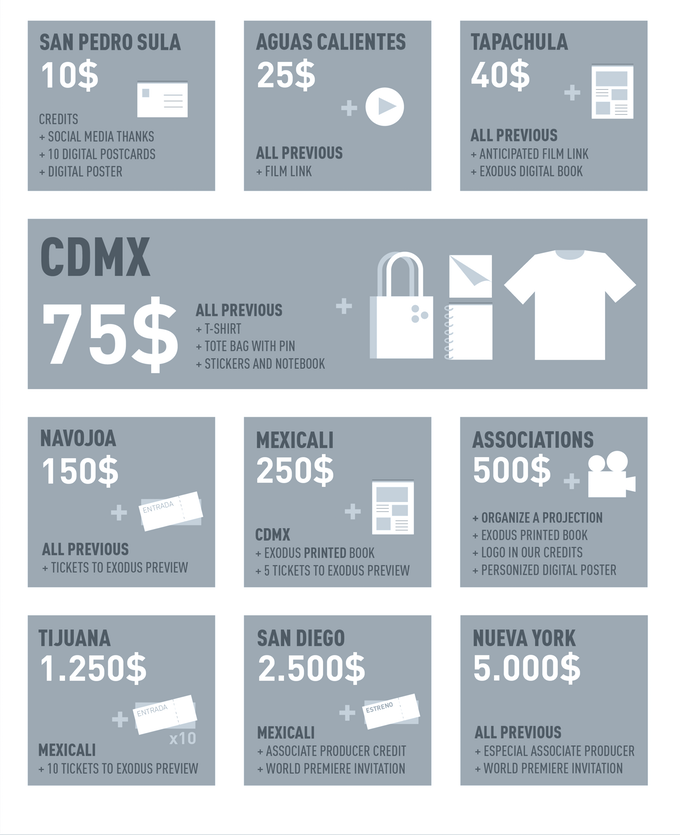 SAN PEDRO SULA
10$
CREDITS
+ SOCIAL MEDIA THANKS
+ 10 DIGITAL POSTCARDS
+ DIGITAL POSTER
AGUAS CALIENTES
25$
+
ALL PREVIOUS
+ FILM LINK
TAPACHULA
40$
+
ALL PREVIOUS
+ ANTICIPATED FILM LINK
+ EXODUS DIGITAL BOOK
CDMX
75$
ALL PREVIOUS
+ T-SHIRT
+ TOTE BAG WITH PIN
+ STICKERS AND NOTEBOOK
+
NAVOJOA
150$
+
ENTRADA
ALL PREVIOUS
+ TICKETS TO EXODUS PREVIEW
MEXICALI
250$
+
CDMX
+ EXODUS PRINTED BOOK
+ 5 TICKETS TO EXODUS PREVIEW
ASSOCIATIONS
500$
+
+ ORGANIZE A PROJECTION
+ EXODUS PRINTED BOOK
+ LOGO IN OUR CREDITS
+ PERSONIZED DIGITAL POSTER
TIJUANA
1.250$
+
ENTRADA
x10
MEXICALI
+ 10 TICKETS TO EXODUS PREVIEW
SAN DIEGO
2.500$
+
ESTRENO
MEXICALI
+ ASSOCIATE PRODUCER CREDIT
+ WORLD PREMIERE INVITATION
NUEVA YORK
5.000$
ALL PREVIOUS
+ ESPECIAL ASSOCIATE PRODUCER
+ WORLD PREMIERE INVITATION